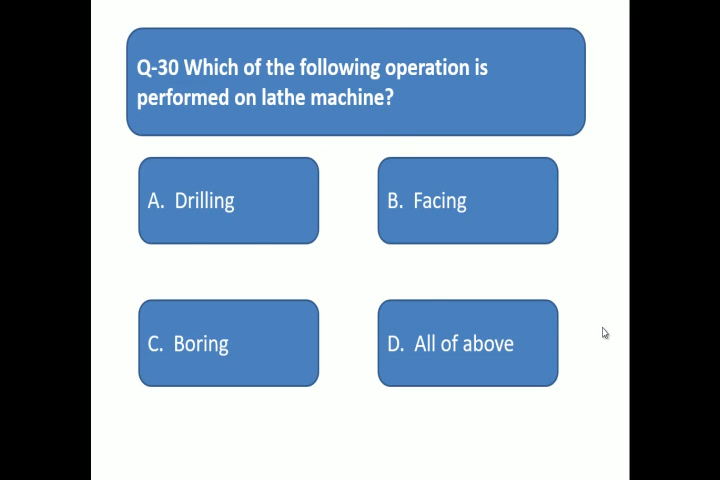 Q-30 Which of the following operation is
performed on lathe machine?
A. Drilling
B. Facing
C. Boring
D. All of above